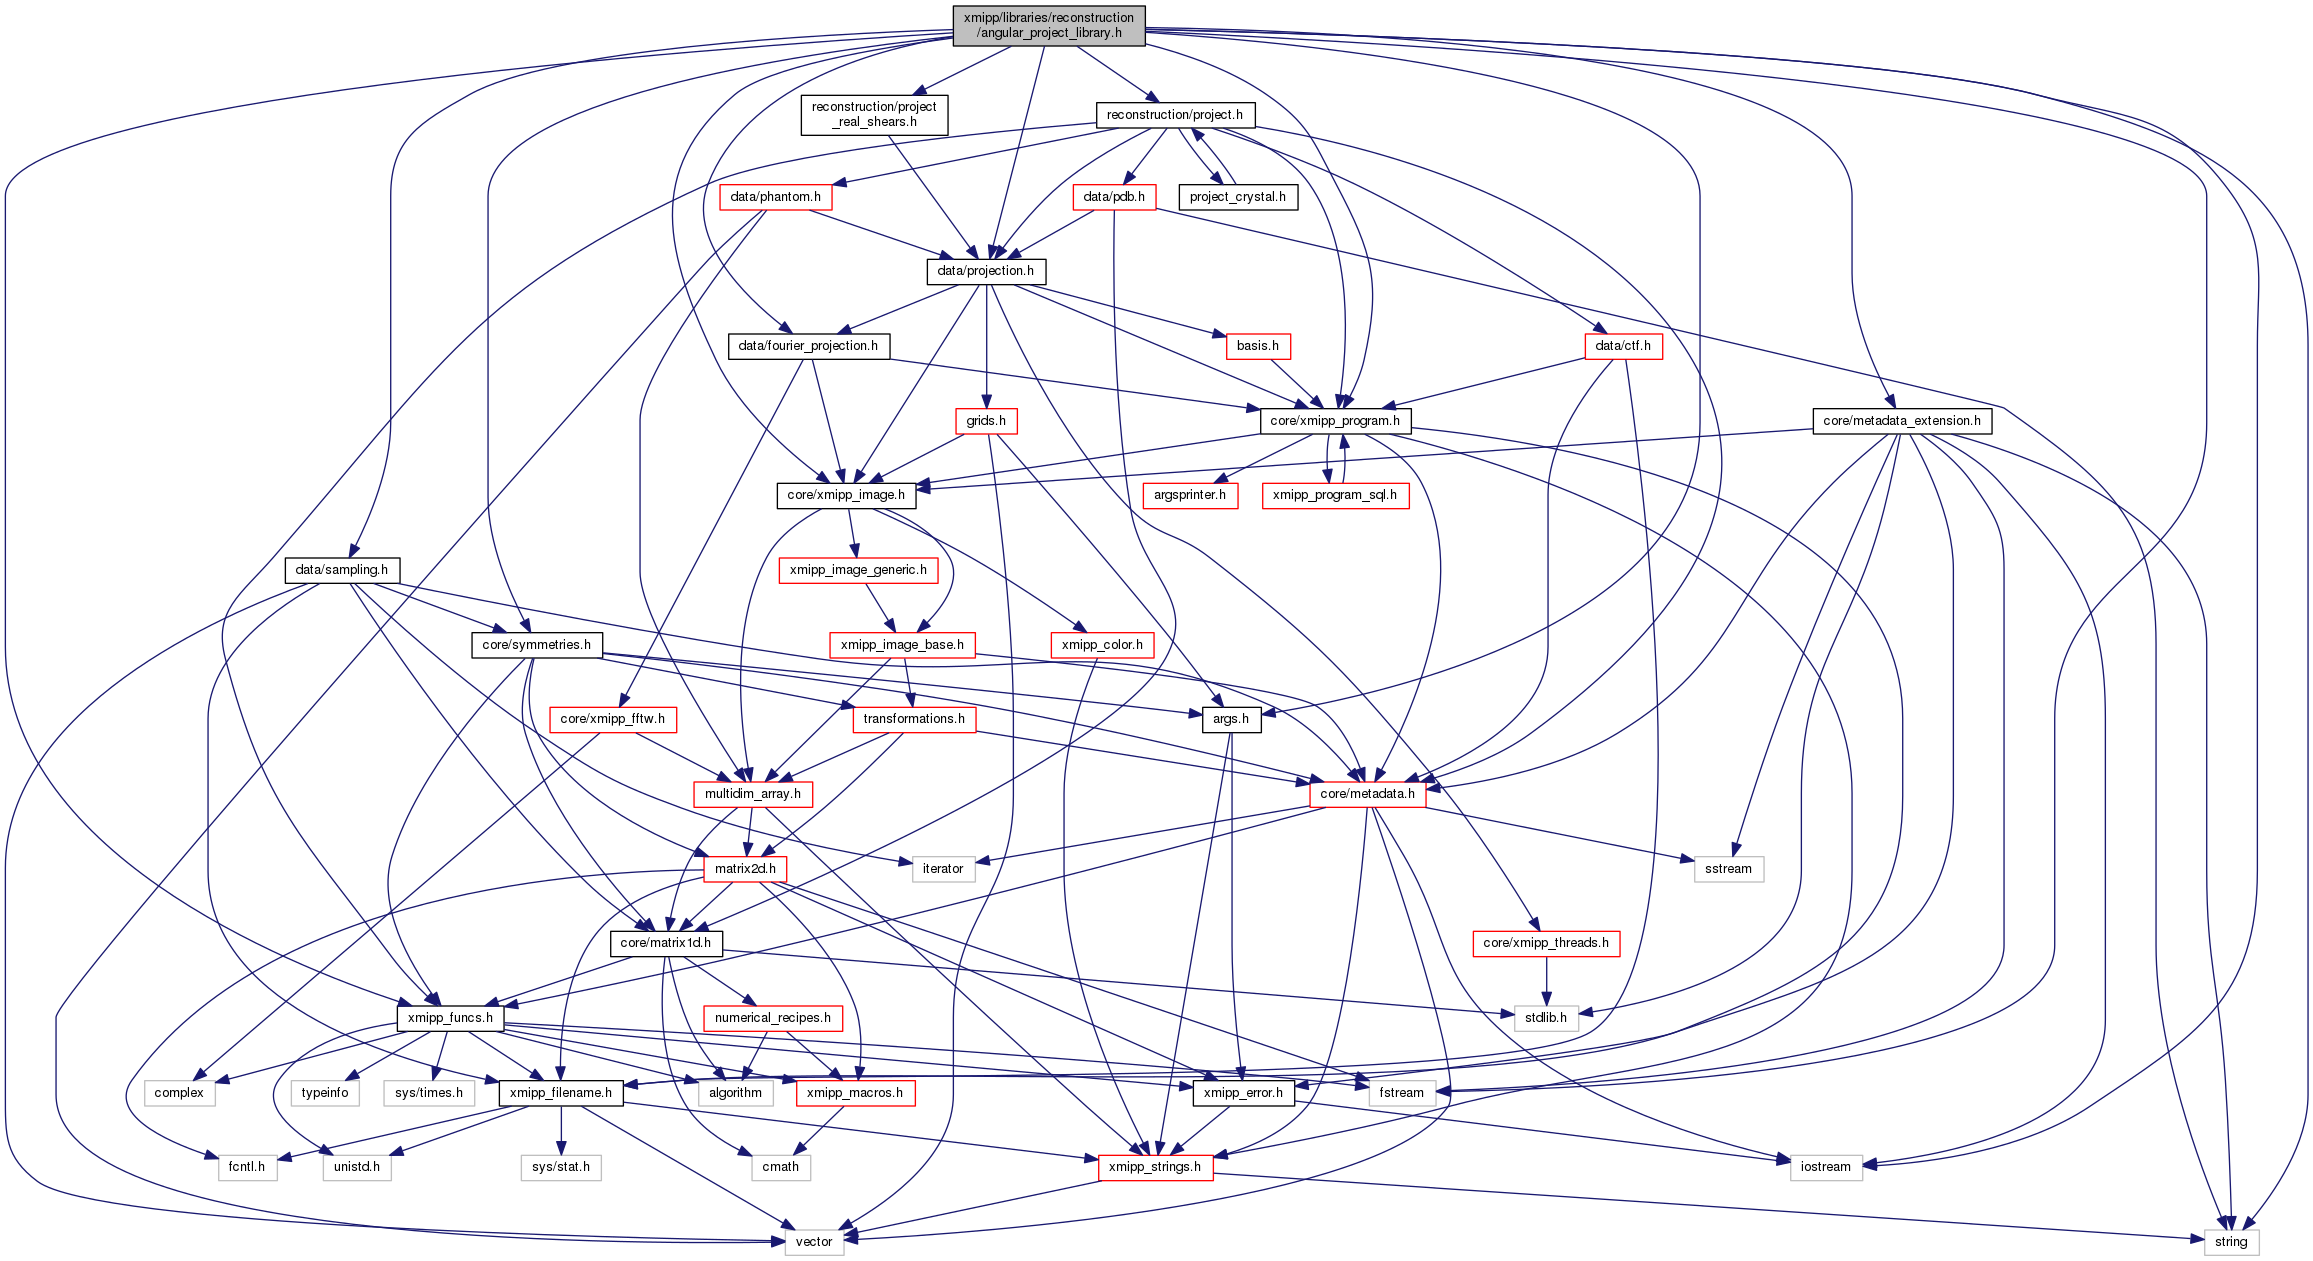 xmipp/libraries/reconstruction
/angular_project_library.h
reconstruction/project
_real_shears.h
reconstruction/project.h
data/phantom.h
data/pdb.h
project_crystal.h
data/projection.h
data/fourier_projection.h
basis.h
data/ctf.h
grids.h
core/xmipp_program.h
core/metadata_extension.h
core/xmipp_image.h
argsprinter.h
xmipp_program_sql.h
data/sampling.h
xmipp_image_generic.h
core/symmetries.h
xmipp_image_base.h
xmipp_color.h
core/xmipp_fftw.h
transformations.h
args.h
multidim_array.h
core/metadata.h
matrix2d.h
iterator
sstream
core/matrix1d.h
core/xmipp_threads.h
xmipp_funcs.h
numerical_recipes.h
stdlib.h
complex
typeinfo
sys/times.h
xmipp_filename.h
algorithm
xmipp_macros.h
xmipp_error.h
fstream
fcntl.h
unistd.h
sys/stat.h
cmath
xmipp_strings.h
iostream
vector
string